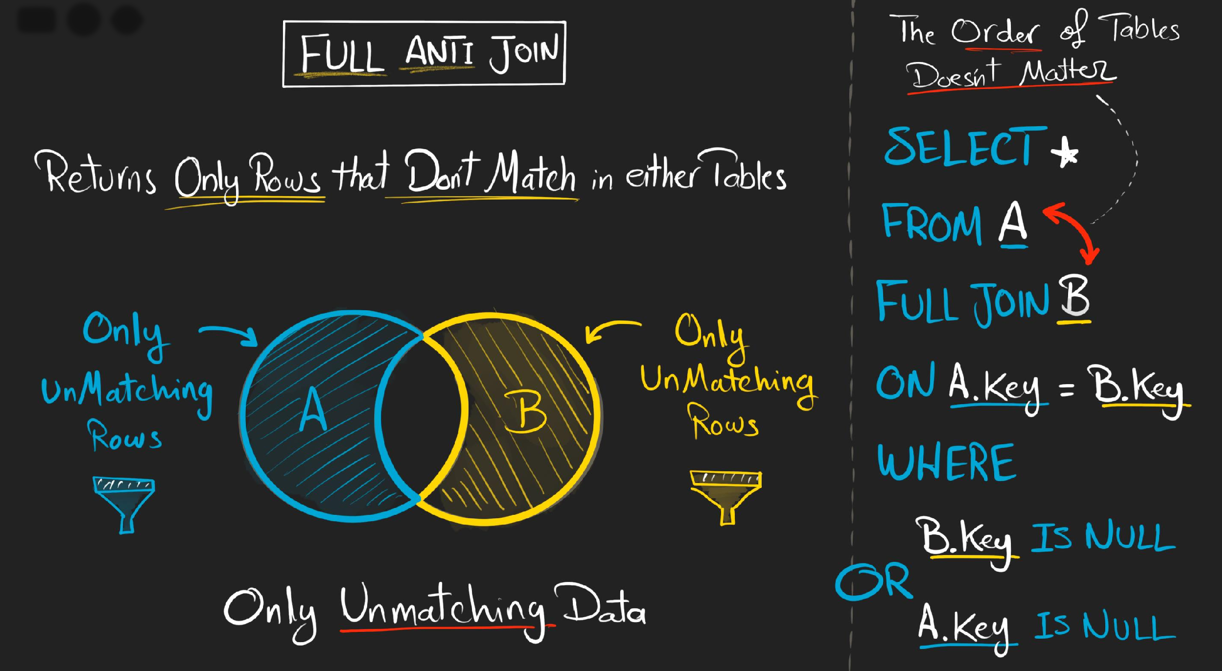 FULL ANTI JOIN
Returns Only Rows that Don't Match in either Tables
Only
UnMatching
Rows
A
B
Only
UnMatching
Rows
Only Unmatching Data
The Order of Tables
Doesn't Matter
SELECT *
FROM A
FULL JOIN B
ON A.Key = B.Key
WHERE
B.Key IS NULL
OR
A.Key IS NULL